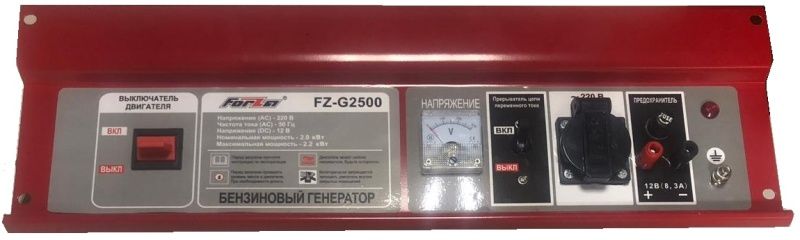 ВЫКЛЮЧАТЕЛЬ
ДВИГАТЕЛЯ
ВКЛ
ВЫКЛ
ForZa
FZ-G2500
Напряжение (AC) - 220 В
Частота тока (AC) - 50 Гц
Напряжение (DC) - 12 В
Номинальная мощность - 2.0 кВт
Максимальная мощность - 2.2 кВт
БЕНЗИНОВЫЙ ГЕНЕРАТОР
НАПРЯЖЕНИЕ
V
Прерыватель цепи
переменного тока
ВКЛ
ВЫКЛ
~ 220 В
ПРЕДОХРАНИТЕЛЬ
FUSE
12В (8,3А)
+ −